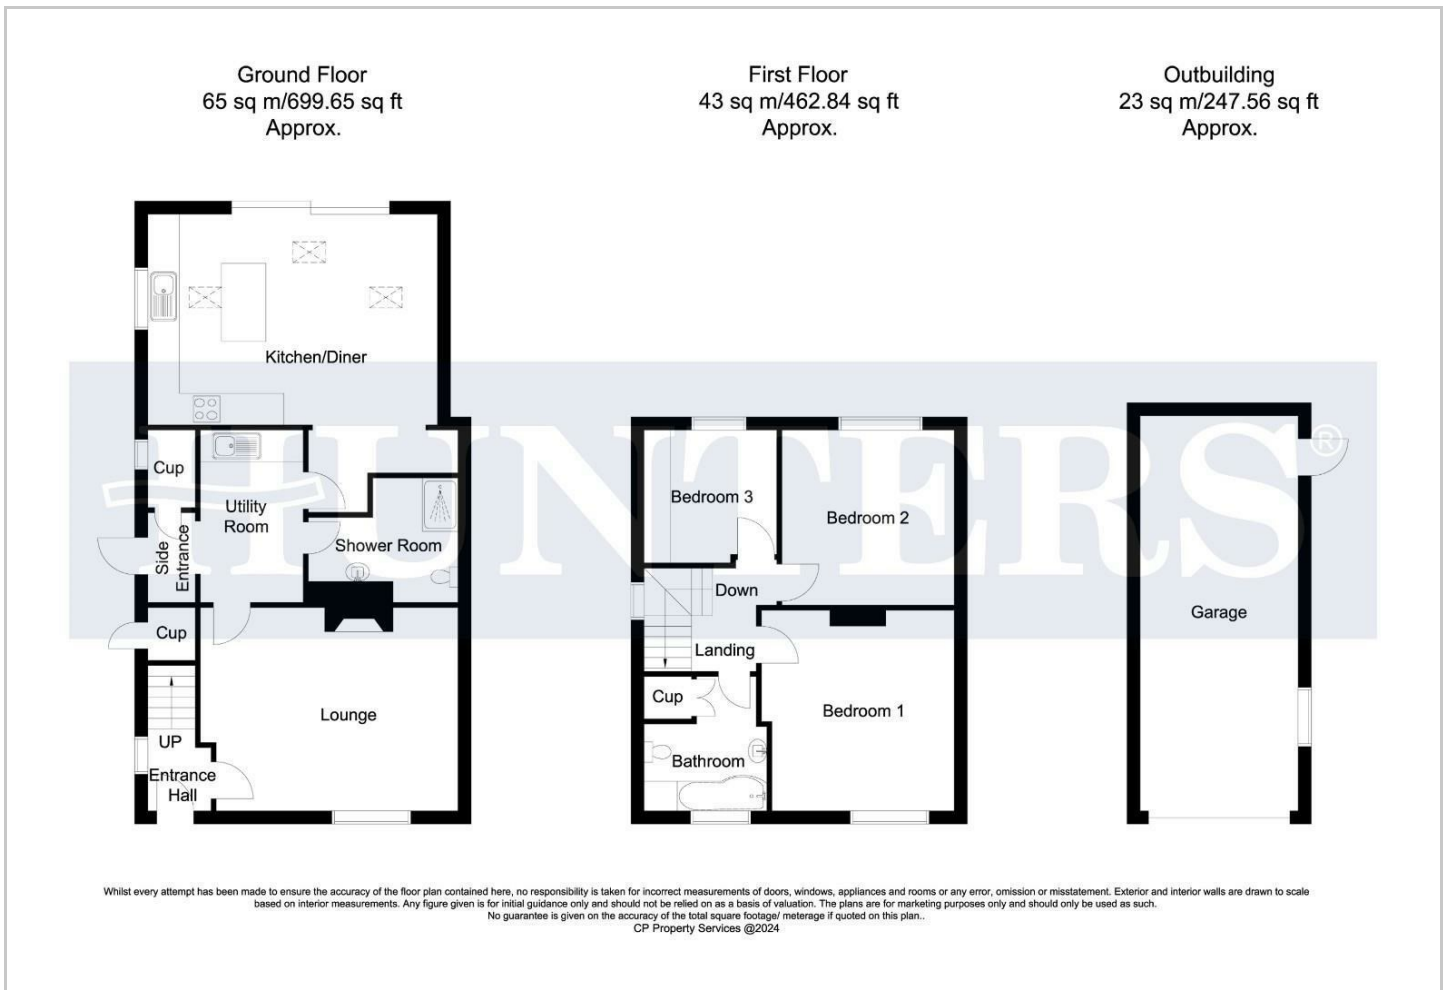 Ground Floor
65 sq m/699.65 sq ft
Approx.
First Floor
43 sq m/462.84 sq ft
Approx.
Outbuilding
23 sq m/247.56 sq ft
Approx.
Kitchen/Diner
HUNTERS®
Cup
Utility
Room
Side
Entrance
Shower Room
Cup
Lounge
UP
Entrance
Hall
Bedroom 3
Bedroom 2
Down
Landing
Cup
Bedroom 1
Bathroom
Garage
Whilst every attempt has been made to ensure the accuracy of the floor plan contained here, no responsibility is taken for incorrect measurements of doors, windows, appliances and rooms or any error, omission or misstatement. Exterior and interior walls are drawn to scale
based on interior measurements. Any figure given is for initial guidance only and should not be relied on as a basis of valuation. The plans are for marketing purposes only and should only be used as such.
No guarantee is given on the accuracy of the total square footage/ meterage if quoted on this plan..
CP Property Services @2024